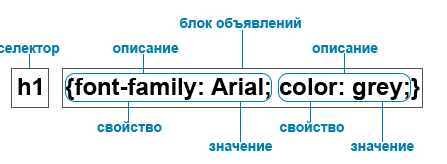 блок объявлений
селектор описание описание
h1 {font-family: Arial; color: grey;}
свойство свойство
значение значение